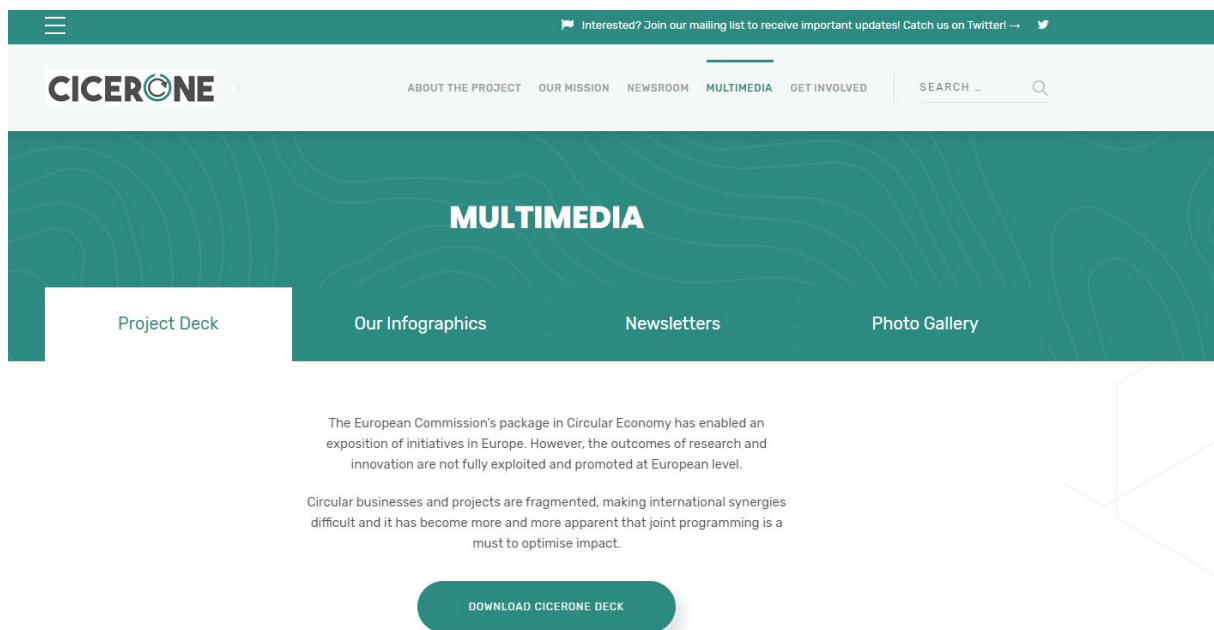 Interested? Join our mailing list to receive important updates! Catch us on Twitter! →
CICERONE
ABOUT THE PROJECT OUR MISSION NEWSROOM MULTIMEDIA GET INVOLVED SEARCH _
MULTIMEDIA
Project Deck Our Infographics Newsletters Photo Gallery
The European Commission's package in Circular Economy has enabled an
exposition of initiatives in Europe. However, the outcomes of research and
innovation are not fully exploited and promoted at European level.
Circular businesses and projects are fragmented, making international synergies
difficult and it has become more and more apparent that joint programming is a
must to optimise impact.
DOWNLOAD CICERONE DECK